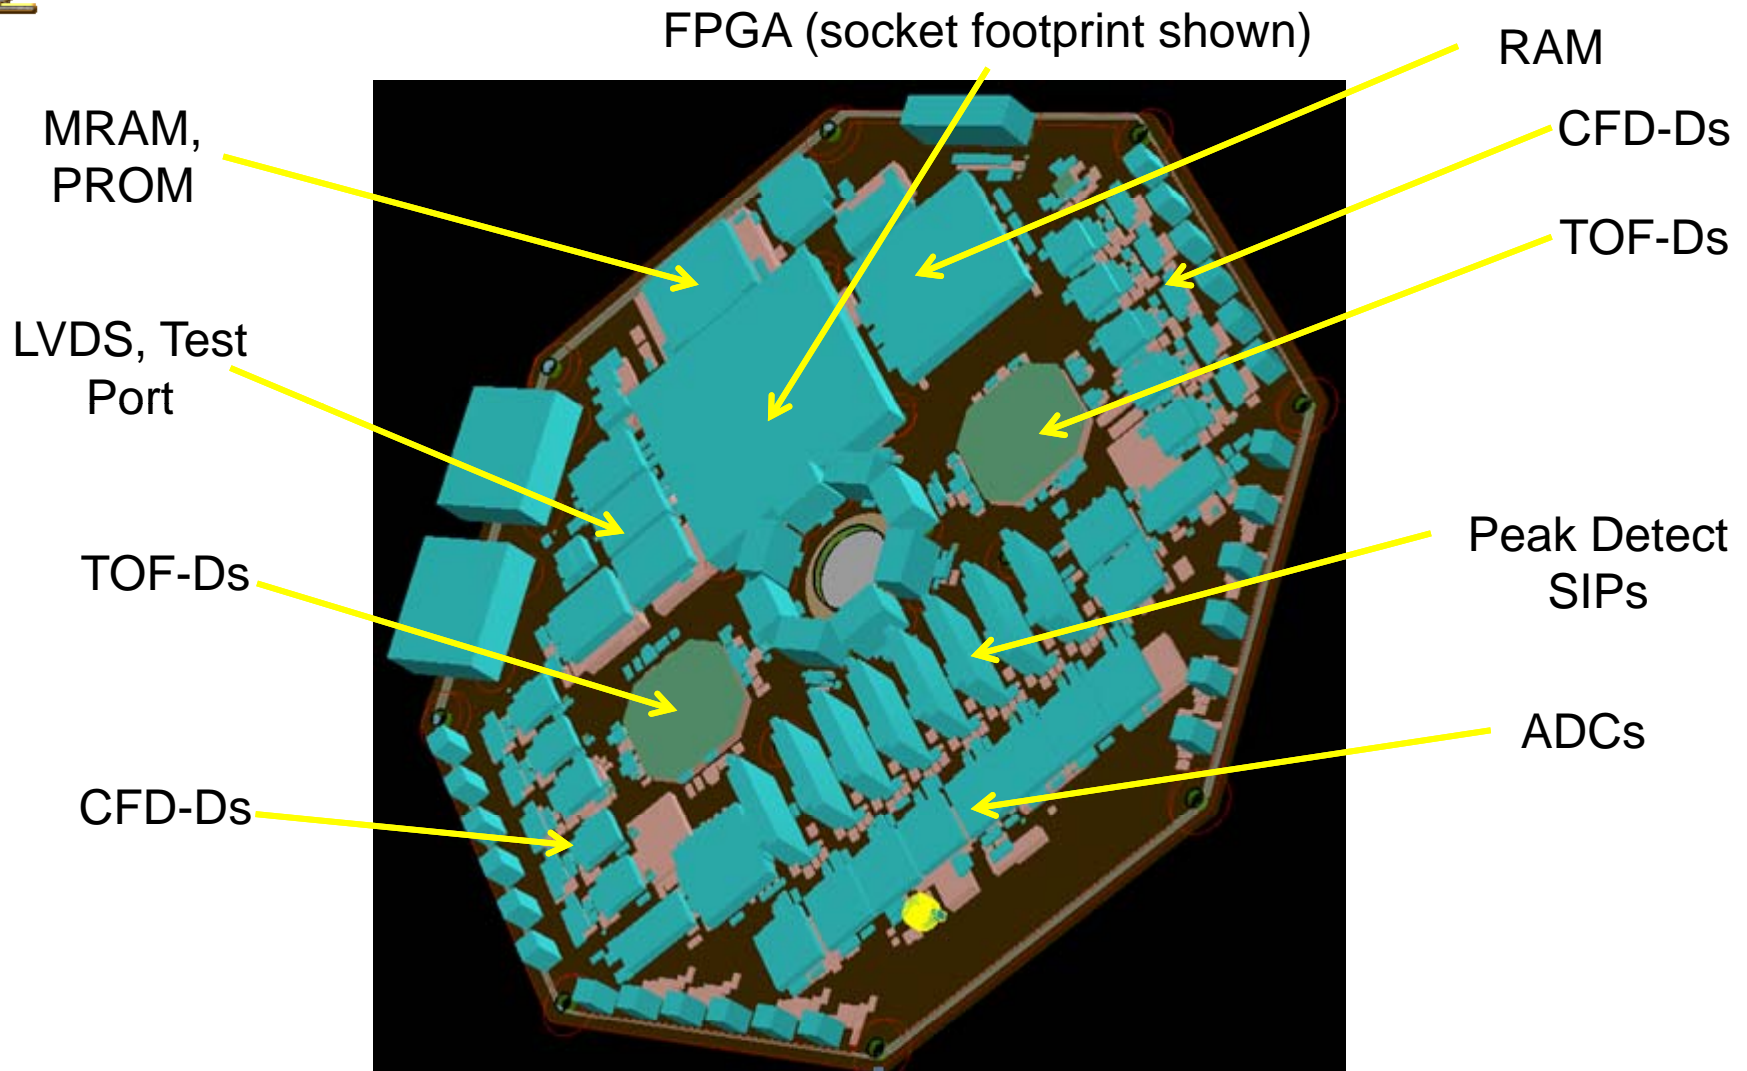 FPGA (socket footprint shown)
RAM
MRAM,
PROM
CFD-Ds
TOF-Ds
LVDS, Test
Port
TOF-Ds
Peak Detect
SIPs
ADCs
CFD-Ds